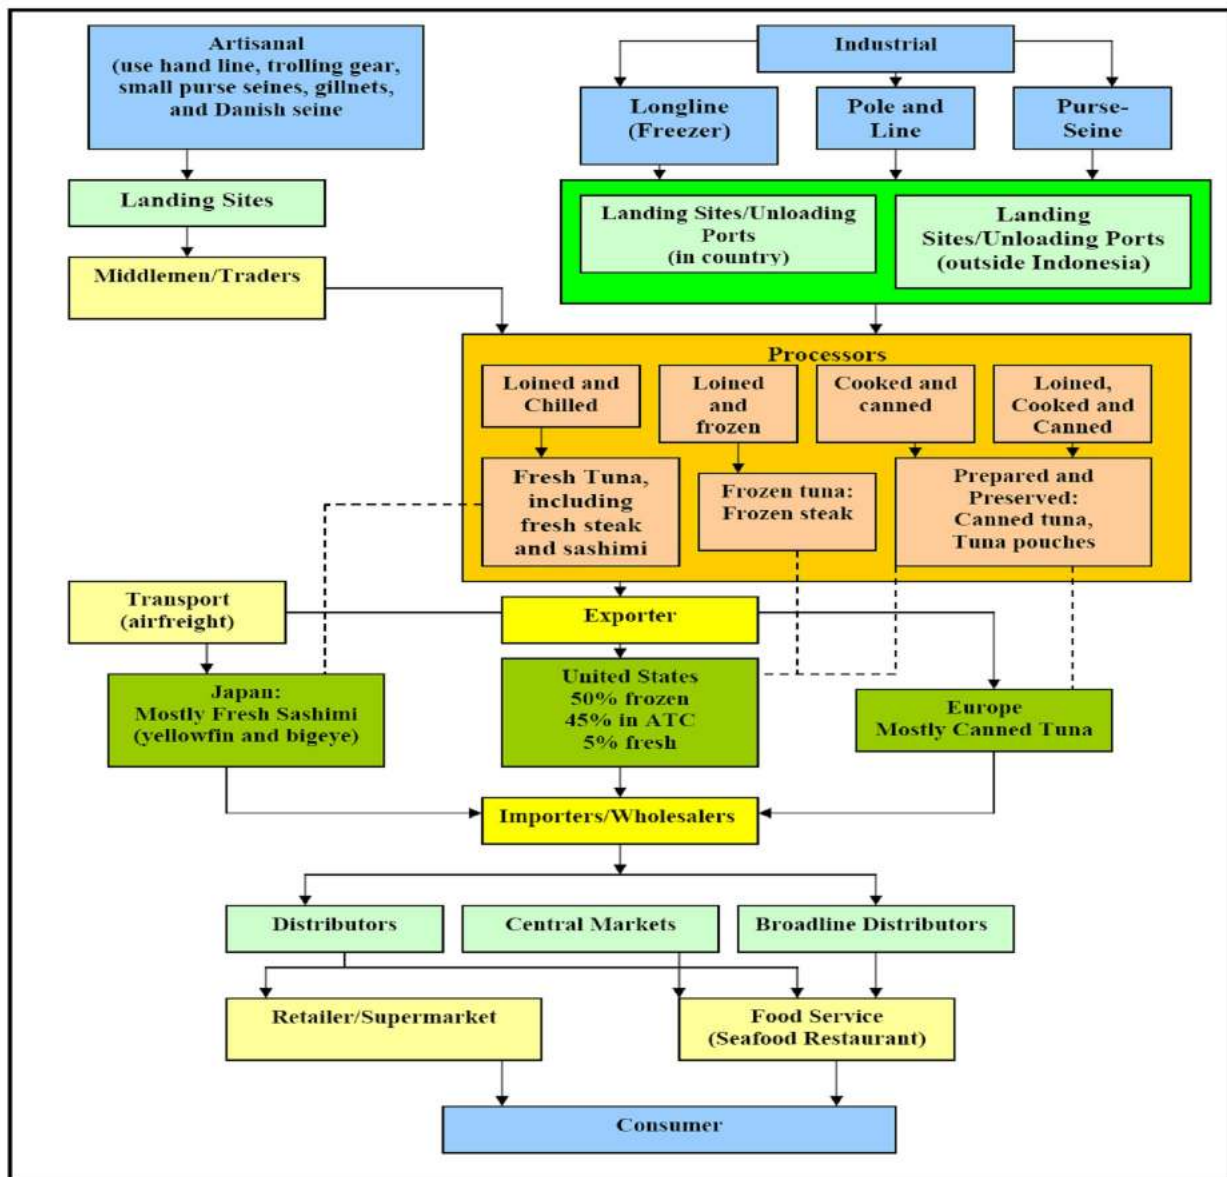 Artisanal
(use hand line, trolling gear,
small purse seines, gillnets,
and Danish seine
Industrial
Longline
(Freezer)
Pole and
Line
Purse-
Seine
Landing Sites
Landing Sites/Unloading
Ports
(in country)
Landing
Sites/Unloading Ports
(outside Indonesia)
Middlemen/Traders
Processors
Loined and
Chilled
Loined
and
frozen
Cooked and
canned
Loined,
Cooked and
Canned
Fresh Tuna,
including
fresh steak
and sashimi
Frozen tuna:
Frozen steak
Prepared and
Preserved:
Canned tuna,
Tuna pouches
Transport
(airfreight)
Exporter
Japan:
Mostly Fresh Sashimi
(yellowfin and bigeye)
United States
50% frozen
45% in ATC
5% fresh
Europe
Mostly Canned Tuna
Importers/Wholesalers
Distributors
Central Markets
Broadline Distributors
Retailer/Supermarket
Food Service
(Seafood Restaurant)
Consumer